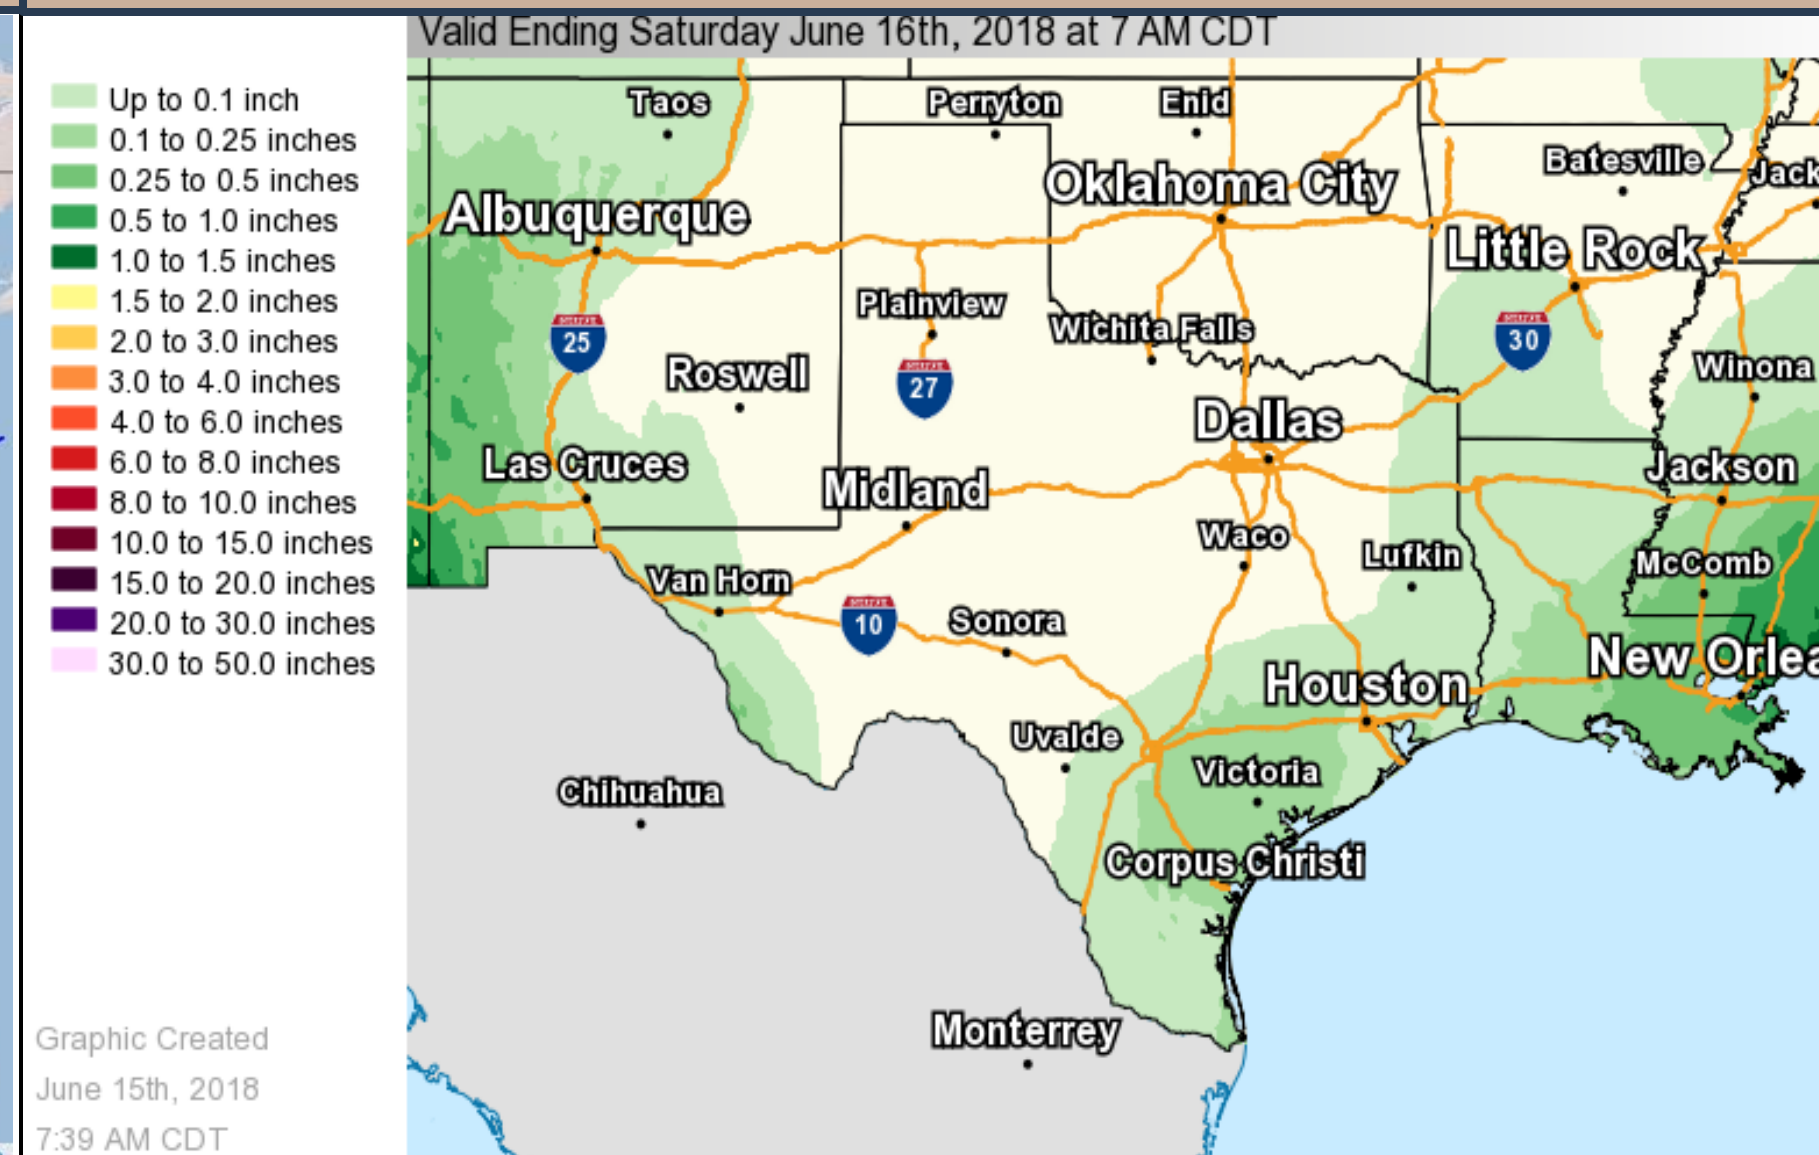 Valid Ending Saturday June 16th, 2018 at 7 AM CDT
Up to 0.1 inch
0.1 to 0.25 inches
0.25 to 0.5 inches
0.5 to 1.0 inches
1.0 to 1.5 inches
1.5 to 2.0 inches
2.0 to 3.0 inches
3.0 to 4.0 inches
4.0 to 6.0 inches
6.0 to 8.0 inches
8.0 to 10.0 inches
10.0 to 15.0 inches
15.0 to 20.0 inches
20.0 to 30.0 inches
30.0 to 50.0 inches
Graphic Created
June 15th, 2018
7:39 AM CDT
Taos
Perryton
Enid
Batesville
Jack
Oklahoma City
Albuquerque
Little Rock
Plainview
Wichita Falls
25
30
Roswell
27
Winona
Dallas
Las Cruces
Midland
Jackson
Waco
Lufkin
McComb
Van Horn
10
Sonora
New Orlea
Houston
Uvalde
Victoria
Chihuahua
Corpus Christi
Monterrey